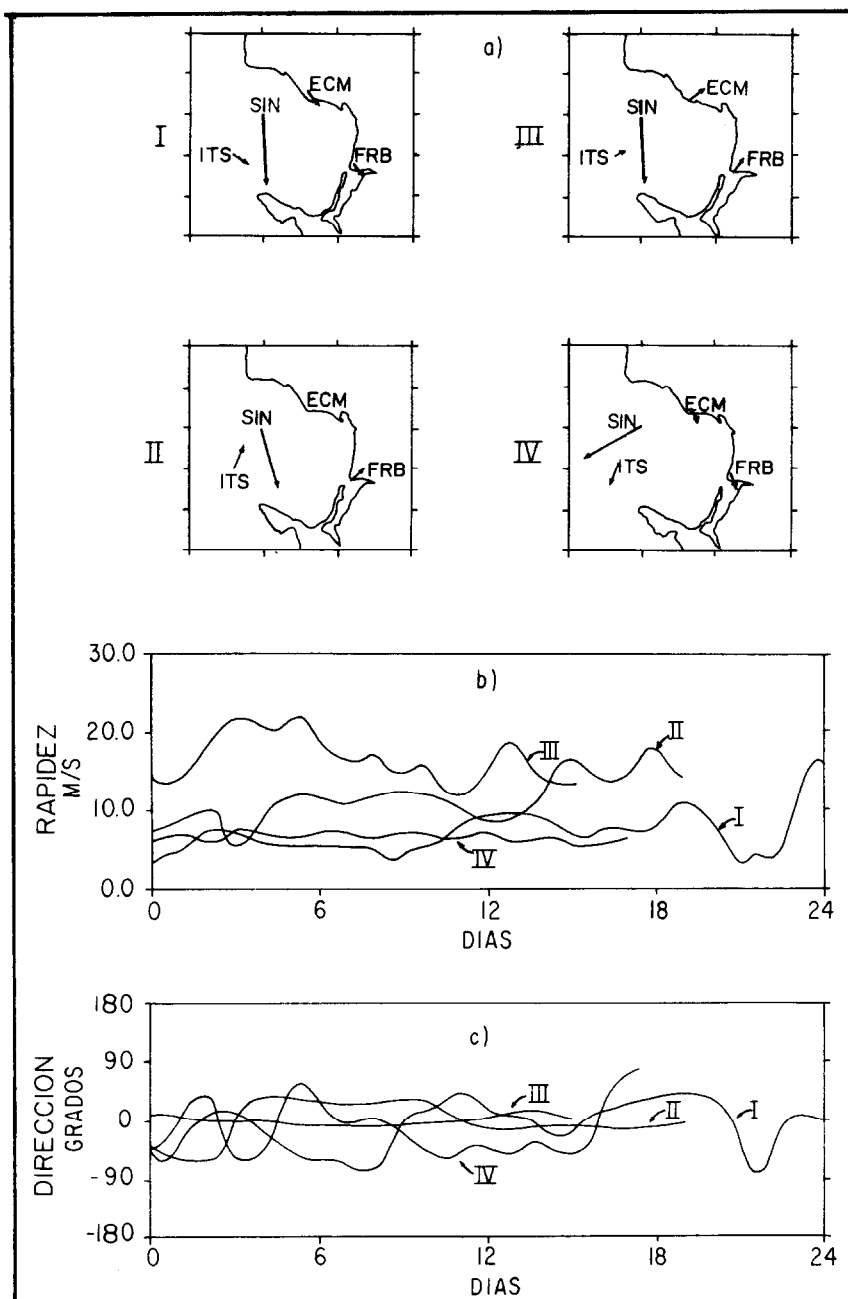 a)
I
ECM
SIN
ITS
FRB
III
ECM
SIN
ITS
FRB
II
ECM
SIN
ITS
FRB
IV
ECM
SIN
ITS
FRB
b)
RAPIDEZ
M/S
30.0
20.0
10.0
0.0
III
II
I
IV
0 6 12 18 24
DIAS
c)
DIRECCION
GRADOS
180
90
0
-90
-180
III
II
I
IV
0 6 12 18 24
DIAS